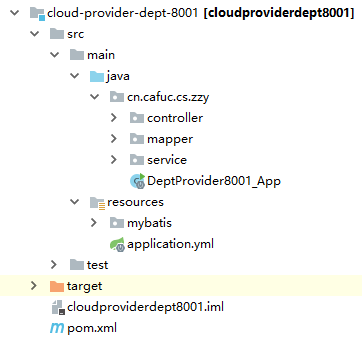 cloud-provider-dept-8001 [cloudproviderdept8001]
src
main
java
cn.cafuc.cs.zzy
controller
mapper
service
DeptProvider8001_App
resources
mybatis
application.yml
test
target
cloudproviderdept8001.iml
pom.xml